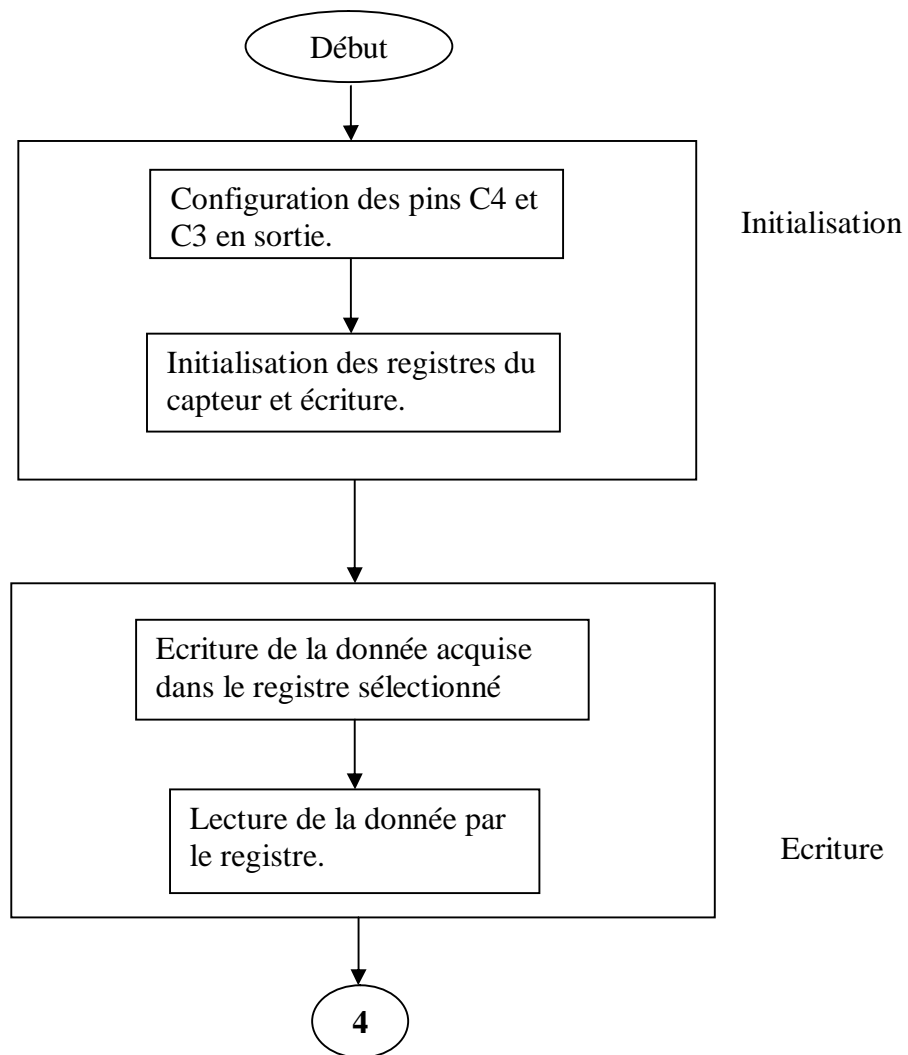 Début
Configuration des pins C4 et
C3 en sortie.
Initialisation
Initialisation des registres du
capteur et écriture.
Ecriture de la donnée acquise
dans le registre sélectionné
Lecture de la donnée par
le registre.
Ecriture
4